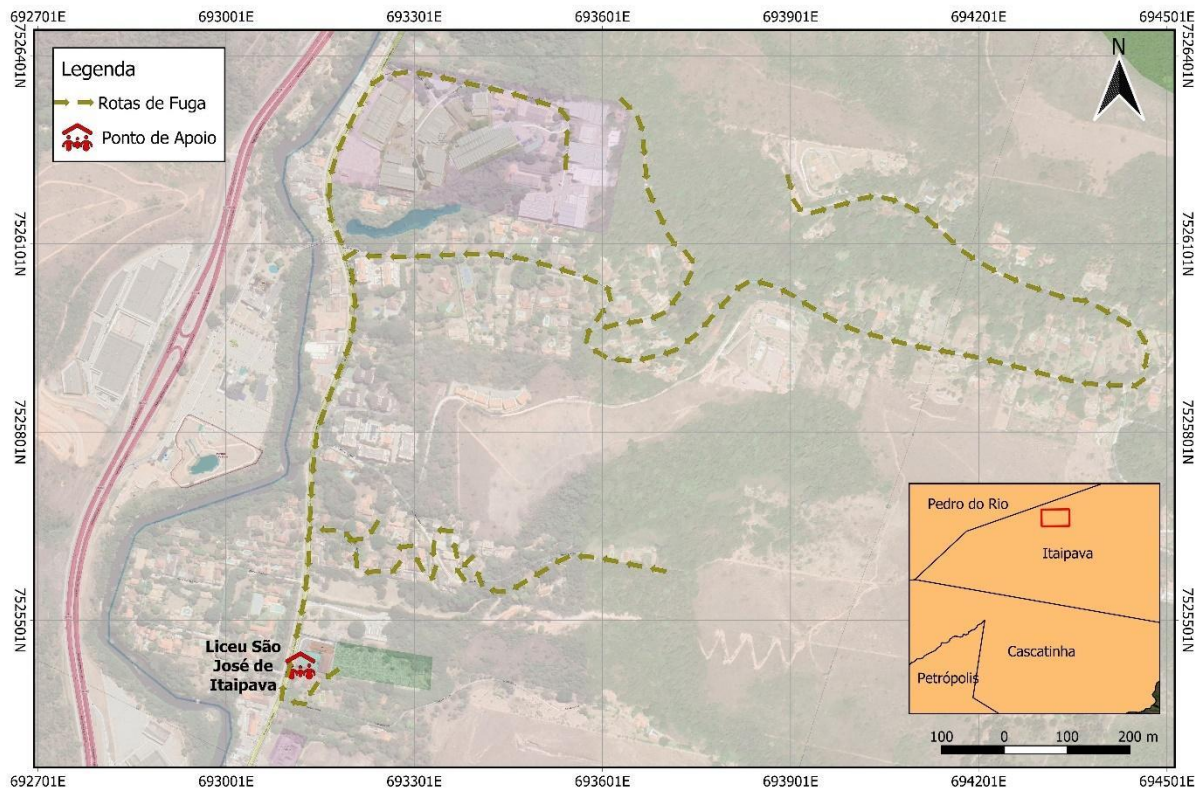 692701E 693001E 693301E 693601E 693901E 694201E 694501E
7526401N
7526401N
Legenda
Rotas de Fuga
Ponto de Apoio
N
7526101N
7526101N
7525801N
7525801N
Pedro do Rio
Itaipava
Cascatinha
Petrópolis
7525501N
7525501N
Liceu São
José de
Itaipava
100 0 100 200 m
692701E 693001E 693301E 693601E 693901E 694201E 694501E